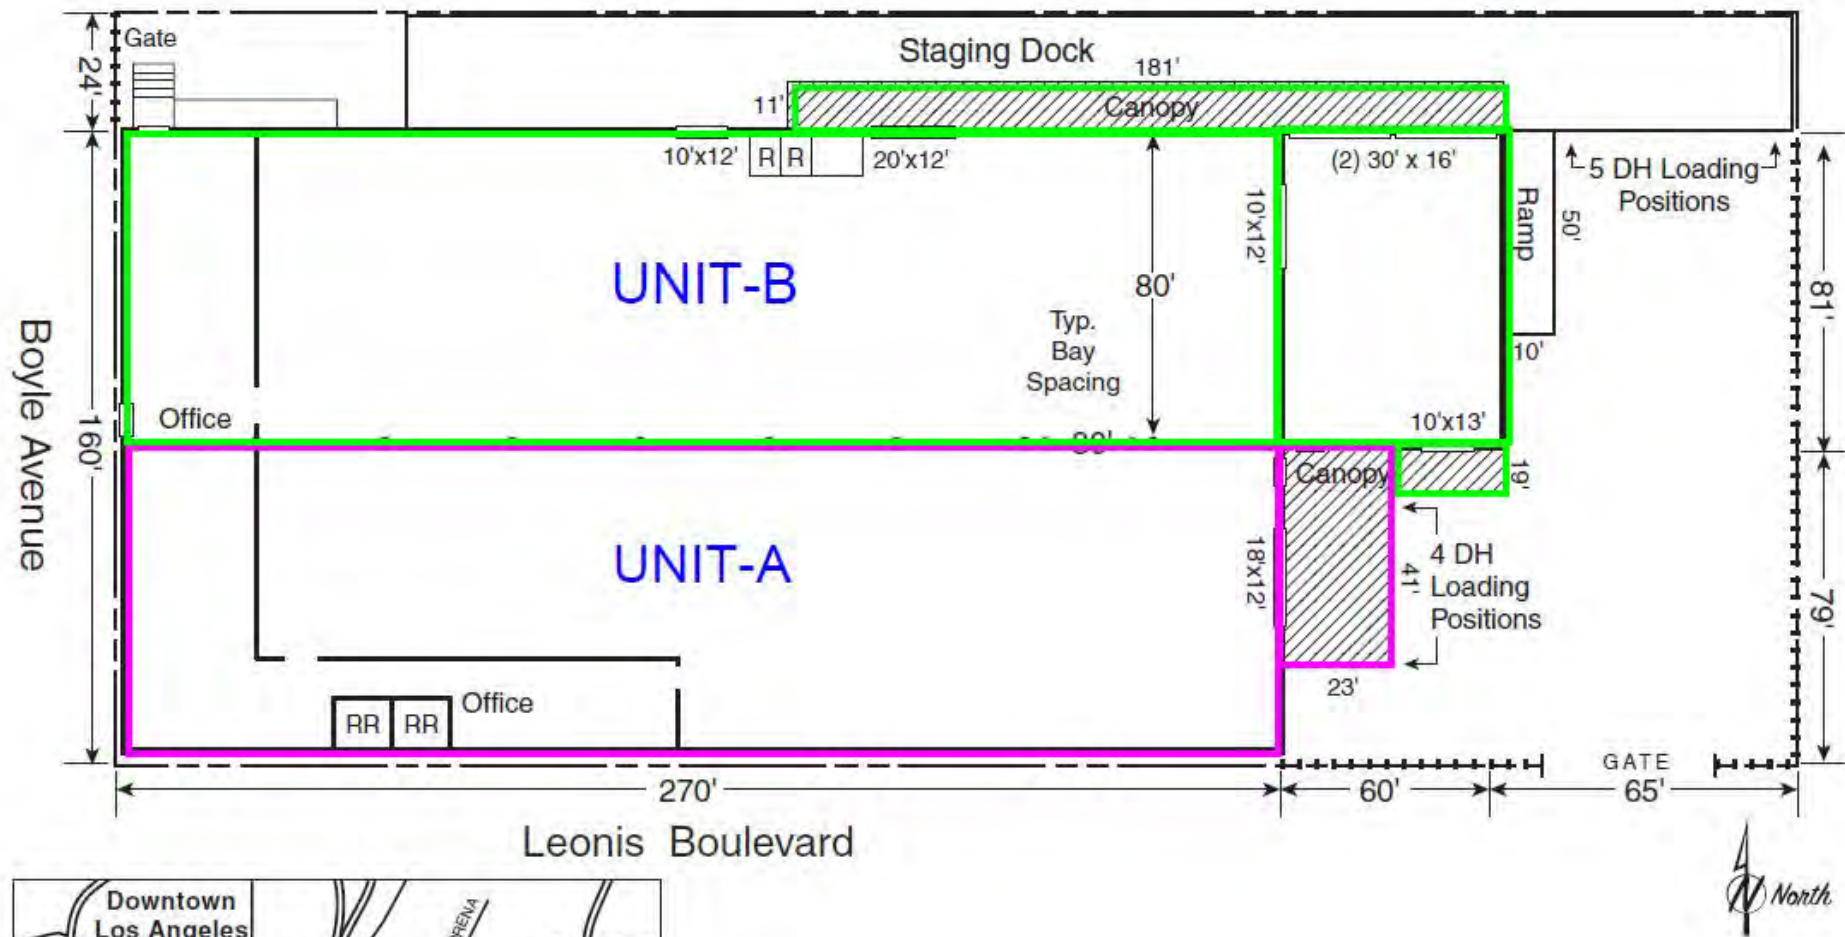 Gate
24'
Staging Dock
181'
11'
Canopy
10'x12'
R R
20'x12'
(2) 30' x 16'
5 DH Loading
Positions
10'x12'
Ramp
50'
UNIT-B
80'
Typ.
Bay
Spacing
81'
10'
Boyle Avenue
160'
Office
10'x13'
Canopy
19'
UNIT-A
18'x12'
41'
4 DH
Loading
Positions
79'
23'
Office
RR RR
GATE
270'
60'
65'
Leonis Boulevard
Downtown
Los Angeles
N North